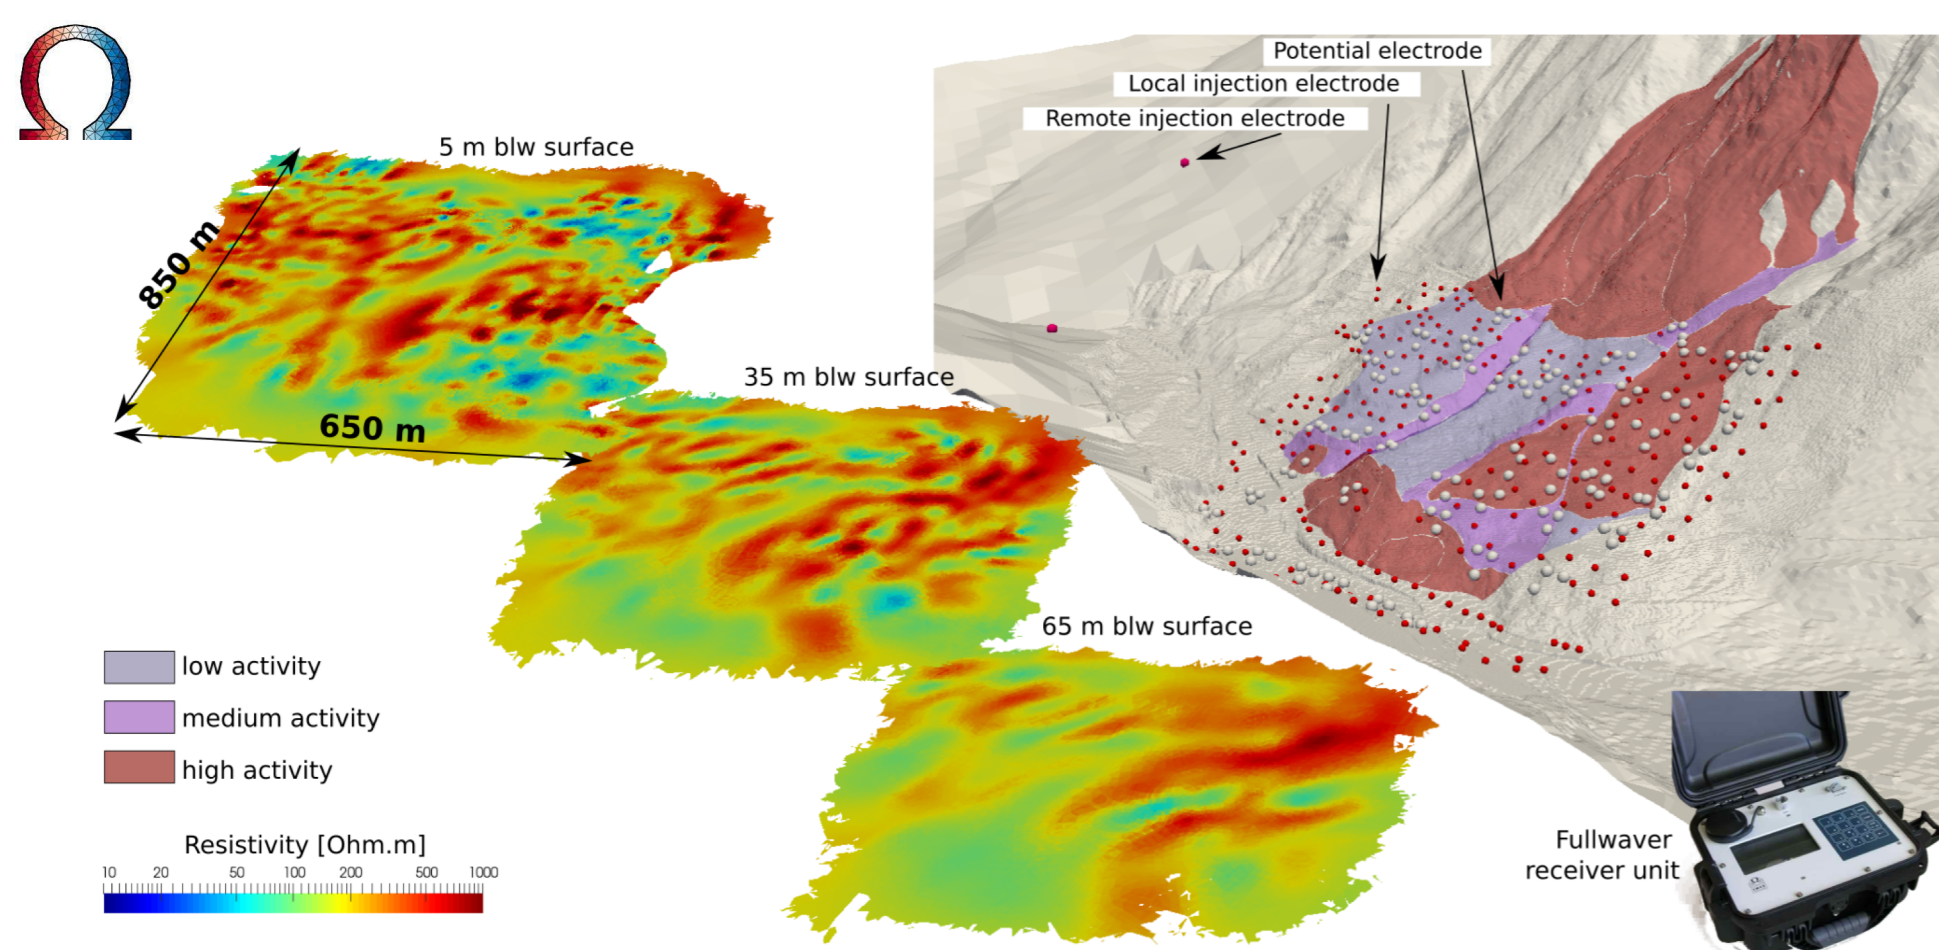 Ω
Potential electrode
Local injection electrode
Remote injection electrode
5 m blw surface
850 m
650 m
35 m blw surface
65 m blw surface
low activity
medium activity
high activity
Resistivity [Ohm.m]
10 20 50 100 200 500 1000
Fullwaver
receiver unit